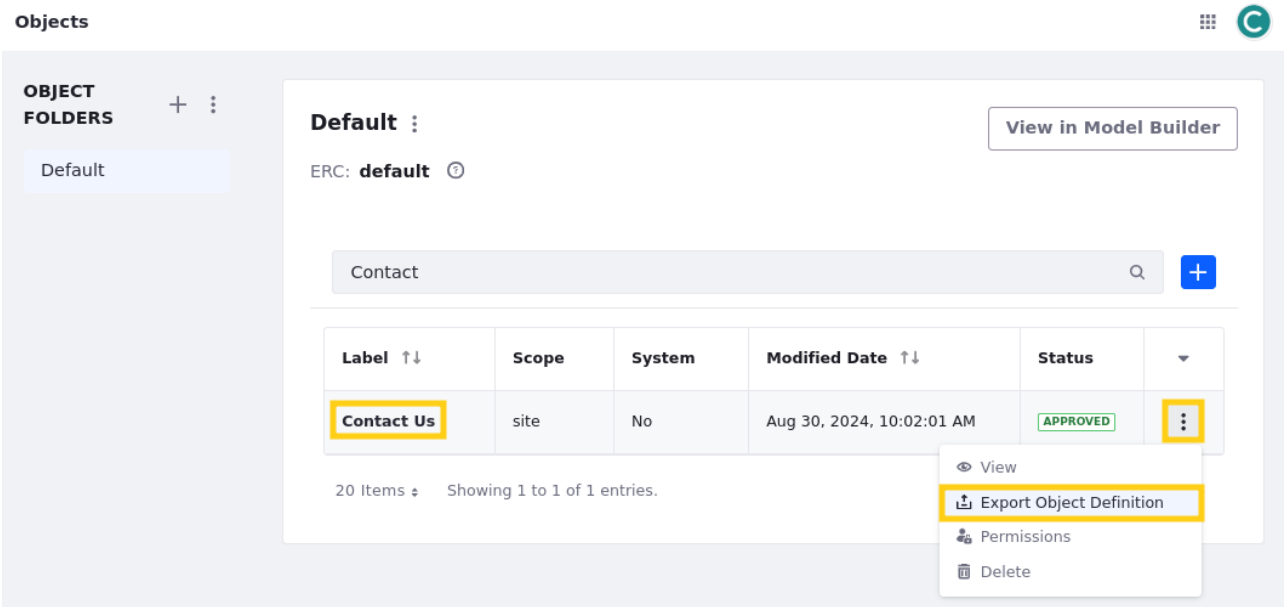 Objects
C
OBJECT
FOLDERS
Default
Default
View in Model Builder
ERC: default
Contact
Label Scope System Modified Date Status
Contact Us site No Aug 30, 2024, 10:02:01 AM APPROVED
20 Items Showing 1 to 1 of 1 entries.
View
Export Object Definition
Permissions
Delete